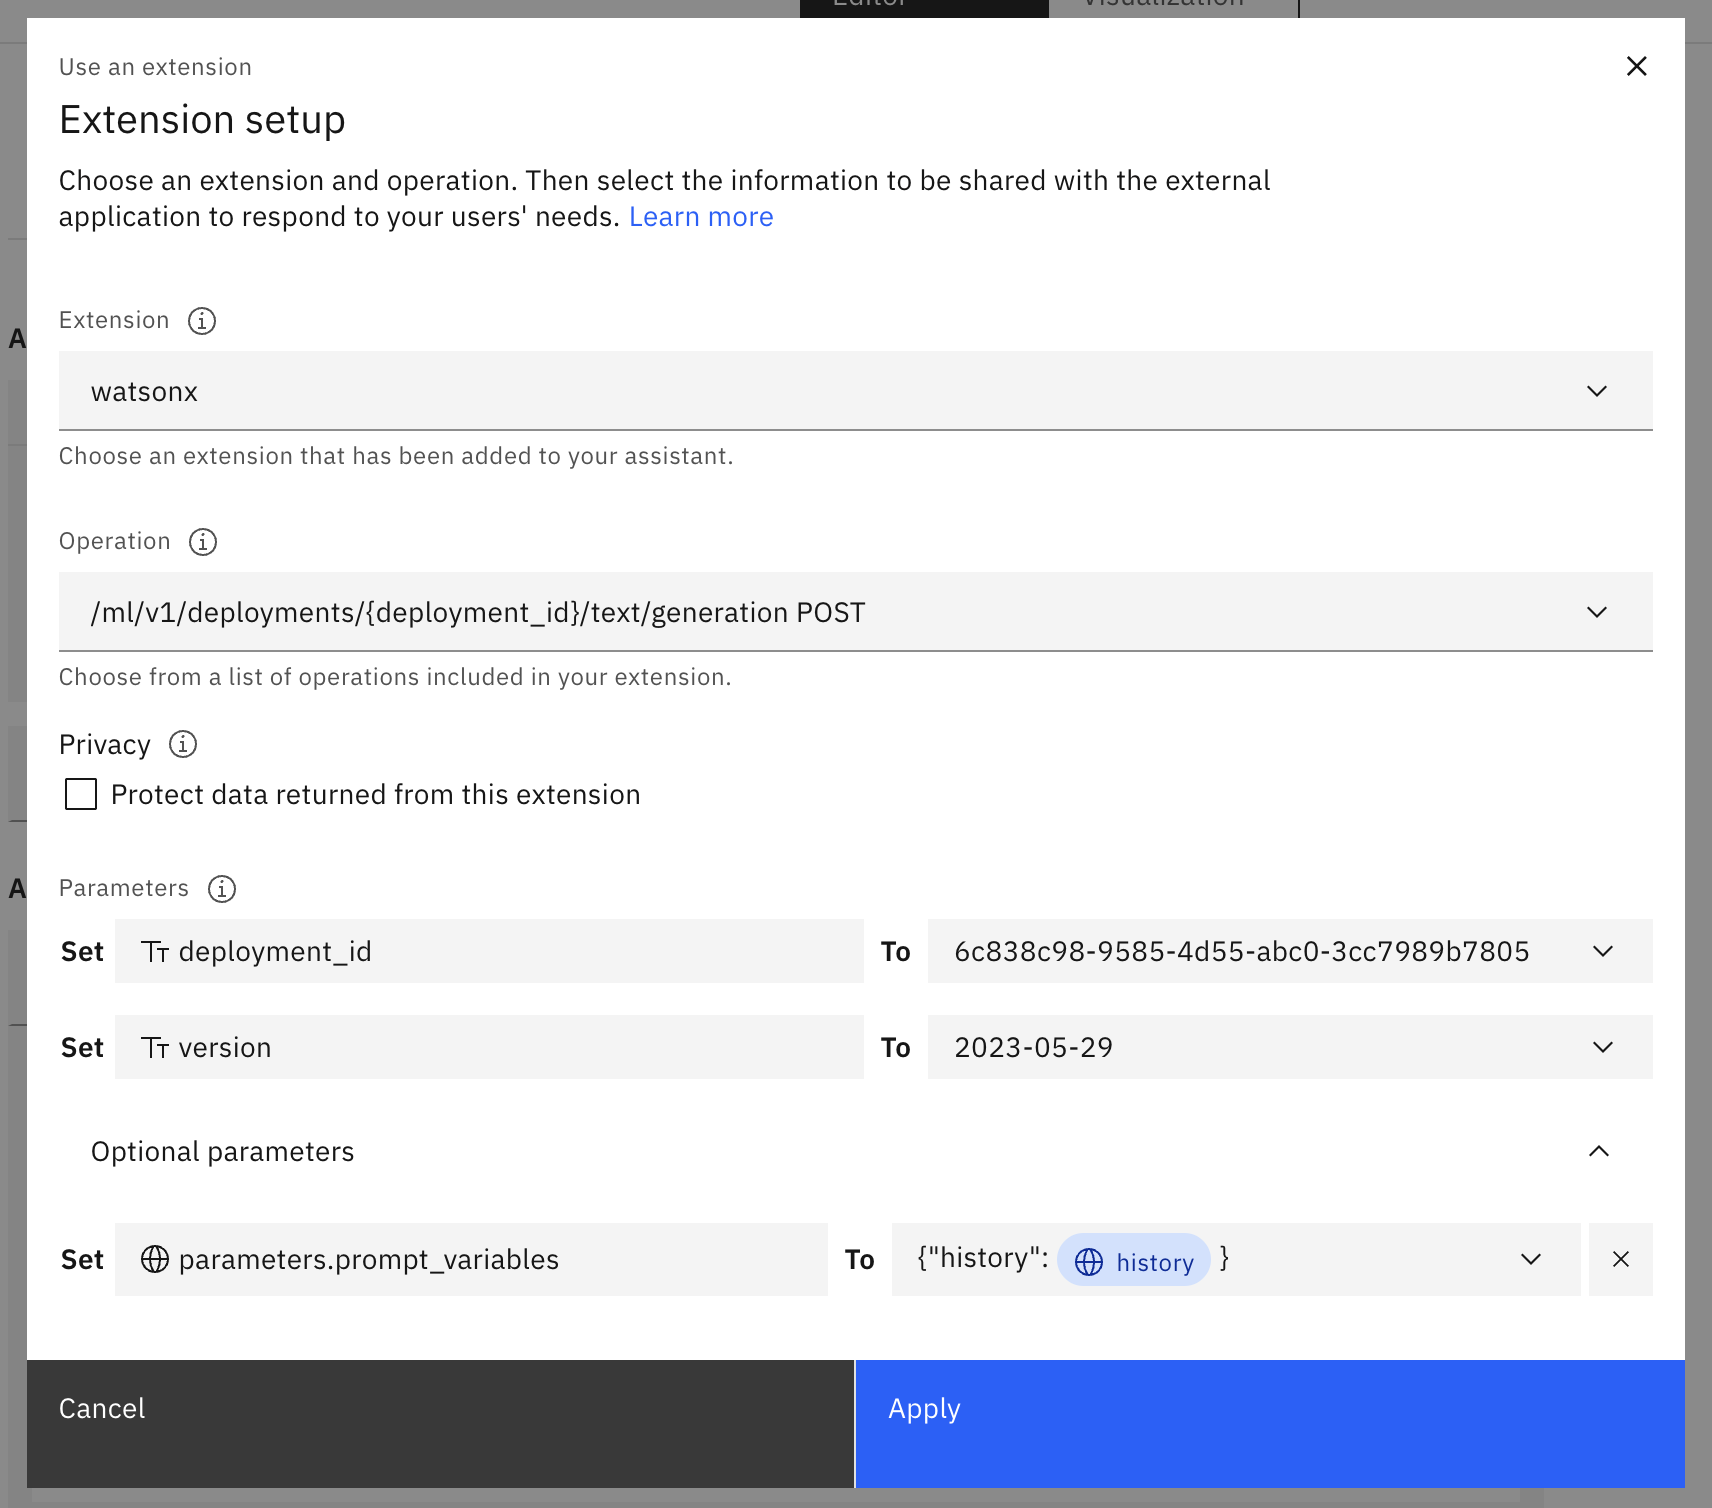 Editor
Visualization
Use an extension
Extension setup
Choose an extension and operation. Then select the information to be shared with the external
application to respond to your users' needs. Learn more
Extension
watsonx
Choose an extension that has been added to your assistant.
Operation
/ml/v1/deployments/{deployment_id}/text/generation POST
Choose from a list of operations included in your extension.
Privacy
Protect data returned from this extension
Parameters
Set Tт deployment_id To 6c838c98-9585-4d55-abc0-3cc7989b7805
Set Tт version To 2023-05-29
Optional parameters
Set parameters.prompt_variables To {"history": history }
Cancel
Apply
A
A